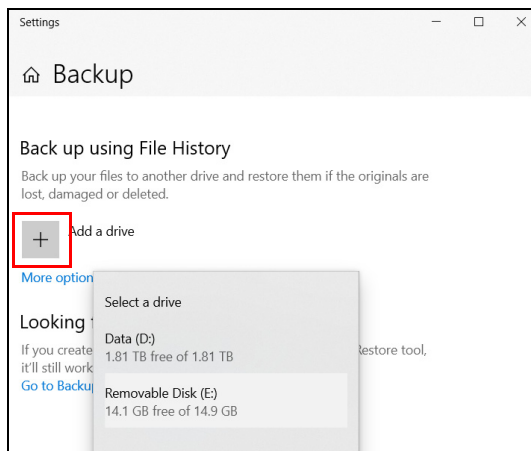 Settings
Backup
Back up using File History
Back up your files to another drive and restore them if the originals are
lost, damaged or deleted.
Add a drive
More option
Select a drive
Looking
Data (D:)
If you create
1.81 TB free of 1.81 TB
Restore tool,
it'll still work
Go to Backu
Removable Disk (E:)
14.1 GB free of 14.9 GB